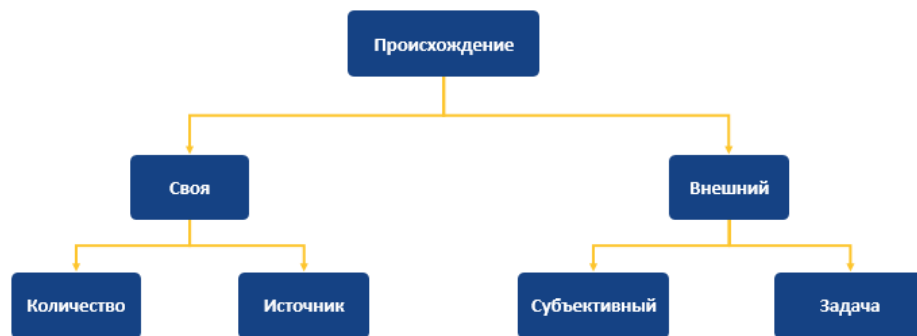 Происхождение
Своя
Внешний
Количество
Источник
Субъективный
Задача